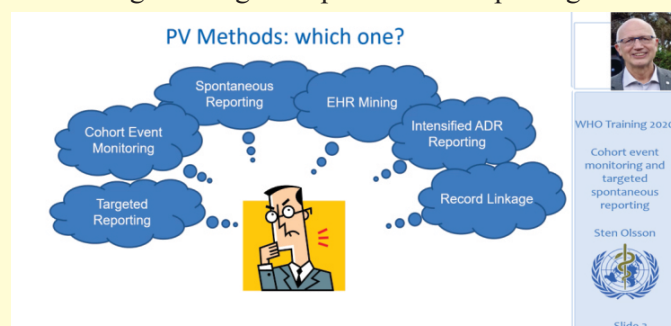 PV Methods: which one?
Spontaneous
Reporting
EHR Mining
Cohort Event
Monitoring
Intensified ADR
Reporting
Targeted
Reporting
Record Linkage
WHO Training 2020
Cohort event
monitoring and
targeted
spontaneous
reporting
Sten Olsson